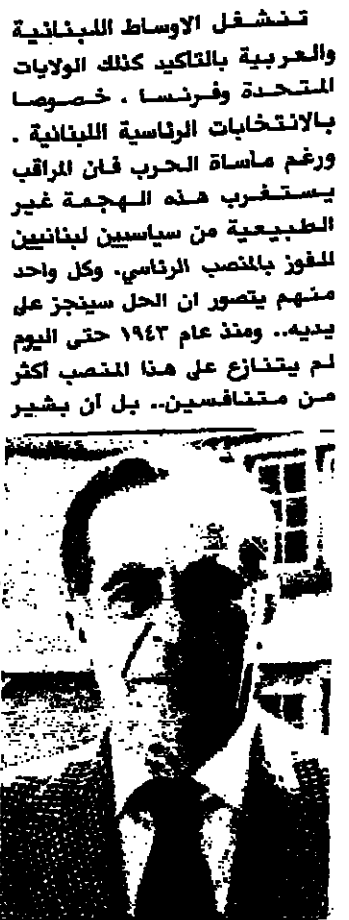 تنشغل الاوساط اللبنانية
والعربية بالتاكيد كذلك الولايات
المتحدة وفرنسا ، خصوصا
بالانتخابات الرئاسية اللبنانية .
ورغم مأساة الحرب فان المراقب
يستغرب هذه الهجمة غير
الطبيعية من سياسيين لبنانيين
للفوز بالمنصب الرئاسي. وكل واحد
منهم يتصور ان الحل سينجز على
يديه.. ومنذ عام ١٩٤٣ حتى اليوم
لم يتنازع على هذا المنصب أكثر
من متنافسين.. بل أن بشير